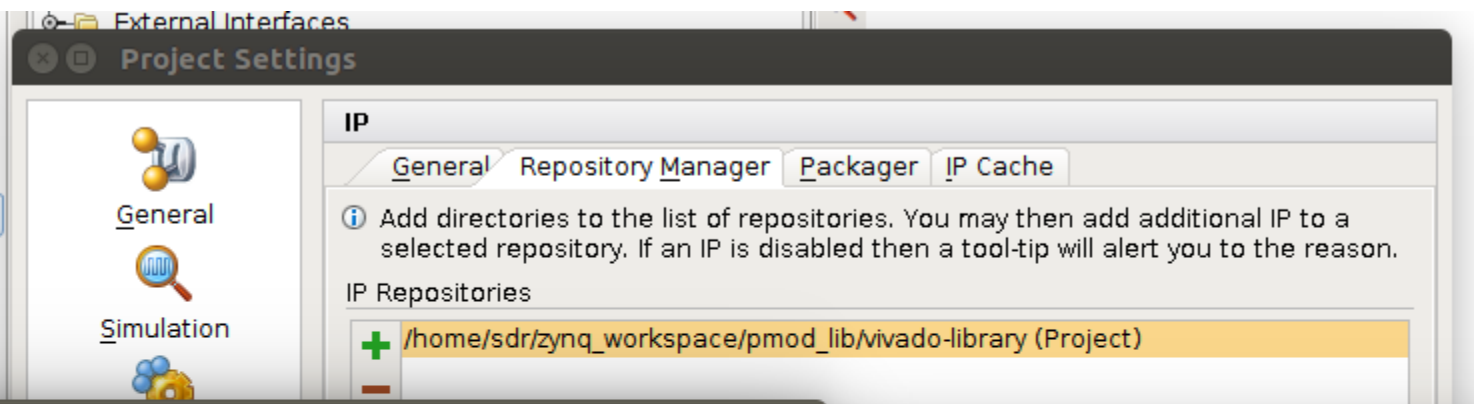 External Interfaces
Project Settings
IP
General
Repository Manager
Packager
IP Cache
General
Add directories to the list of repositories. You may then add additional IP to a
selected repository. If an IP is disabled then a tool-tip will alert you to the reason.
IP Repositories
Simulation
/home/sdr/zynq_workspace/pmod_lib/vivado-library (Project)